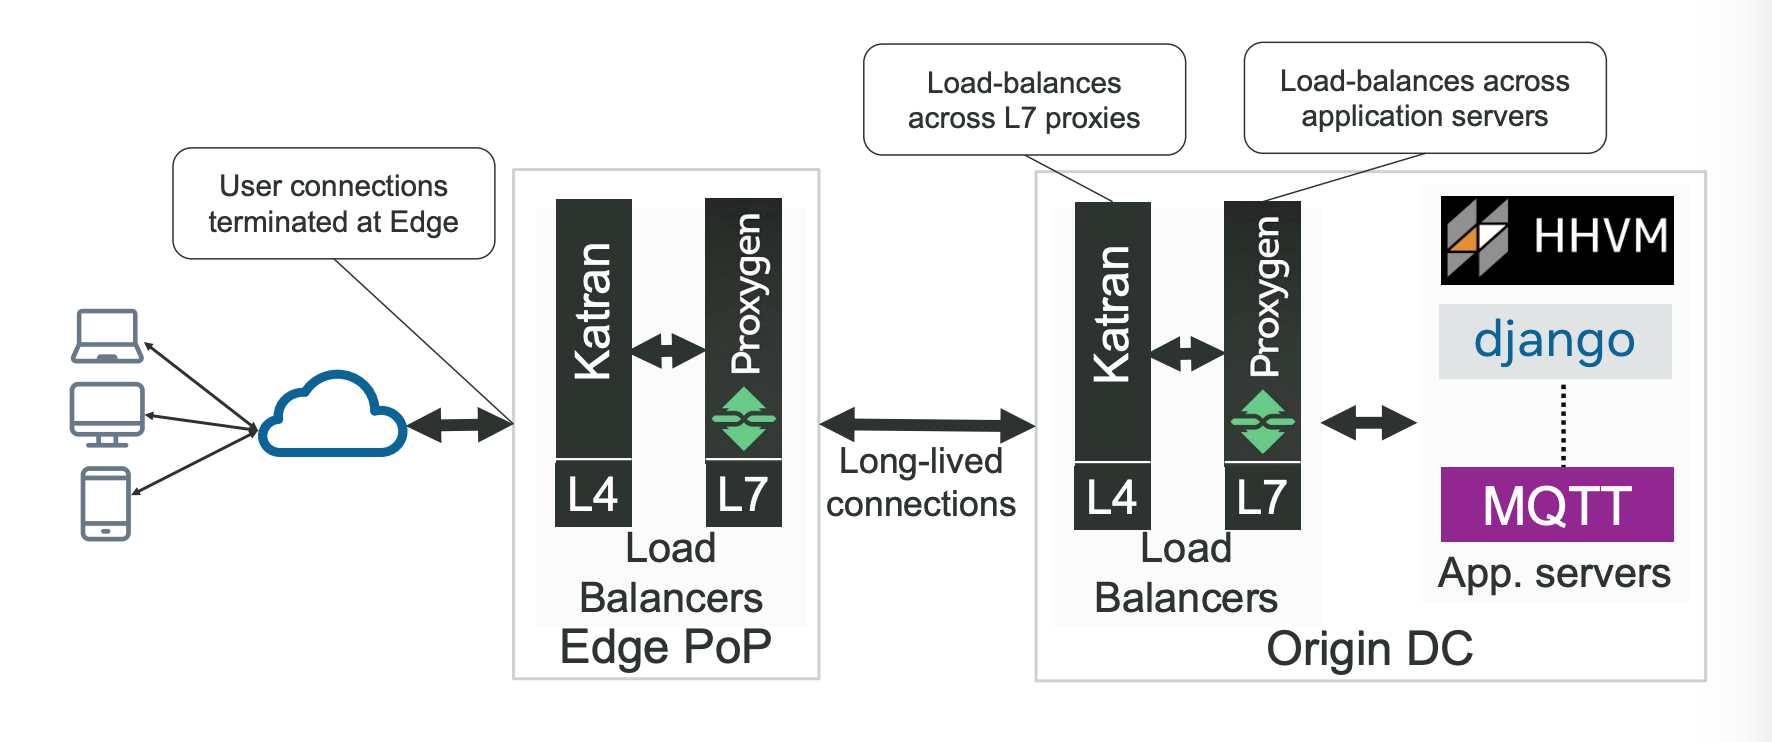 Load-balances
across L7 proxies
Load-balances across
application servers
User connections
terminated at Edge
Katran
L4
Proxygen
L7
Load
Balancers
Edge PoP
Long-lived
connections
Katran
L4
Proxygen
L7
Load
Balancers
HHVM
django
MQTT
App. servers
Origin DC